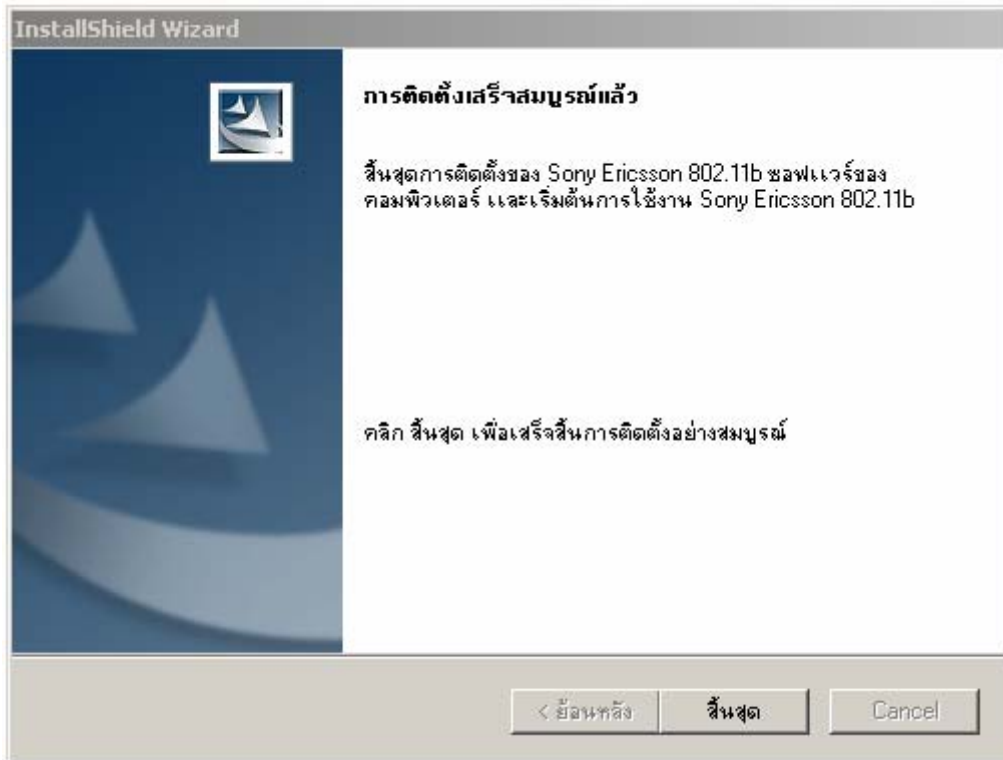 InstallShield Wizard
การติดตั้งเสร็จสมบูรณ์แล้ว
สิ้นสุดการติดตั้งของ Sony Ericsson 802.11b ซอฟแวร์ของ
คอมพิวเตอร์ และเริ่มต้นการใช้งาน Sony Ericsson 802.11b
คลิก สิ้นสุด เพื่อเสร็จสิ้นการติดตั้งอย่างสมบูรณ์
< ย้อนหลัง
สิ้นสุด
Cancel